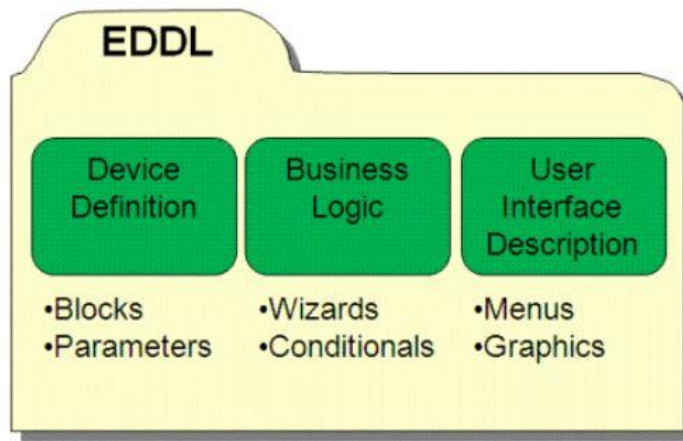 EDDL
Device
Definition
Business
Logic
User
Interface
Description
•Blocks
•Parameters
•Wizards
•Conditionals
•Menus
•Graphics